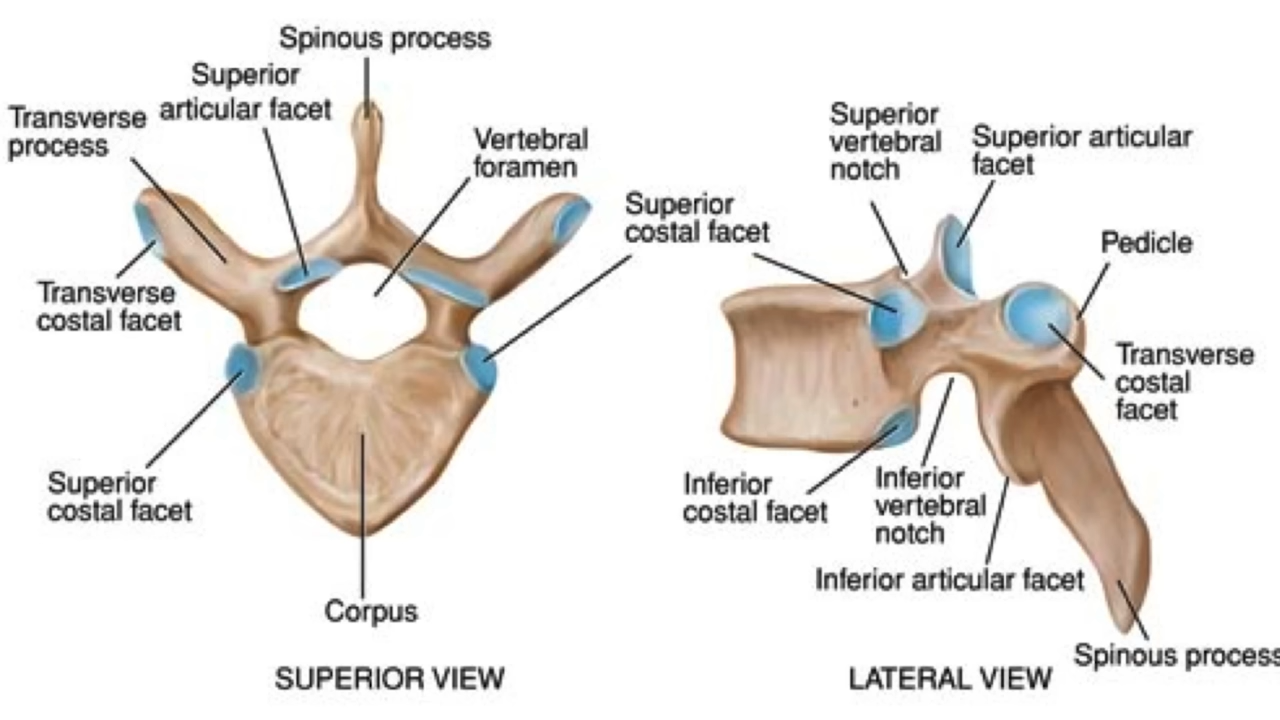 Spinous process
Superior
articular facet
Transverse
process
Vertebral
foramen
Superior
costal facet
Transverse
costal facet
Superior
costal facet
Corpus
SUPERIOR VIEW
Superior
vertebral
notch
Superior articular
facet
Pedicle
Transverse
costal
facet
Inferior
costal facet
Inferior
vertebral
notch
Inferior articular facet
Spinous process
LATERAL VIEW